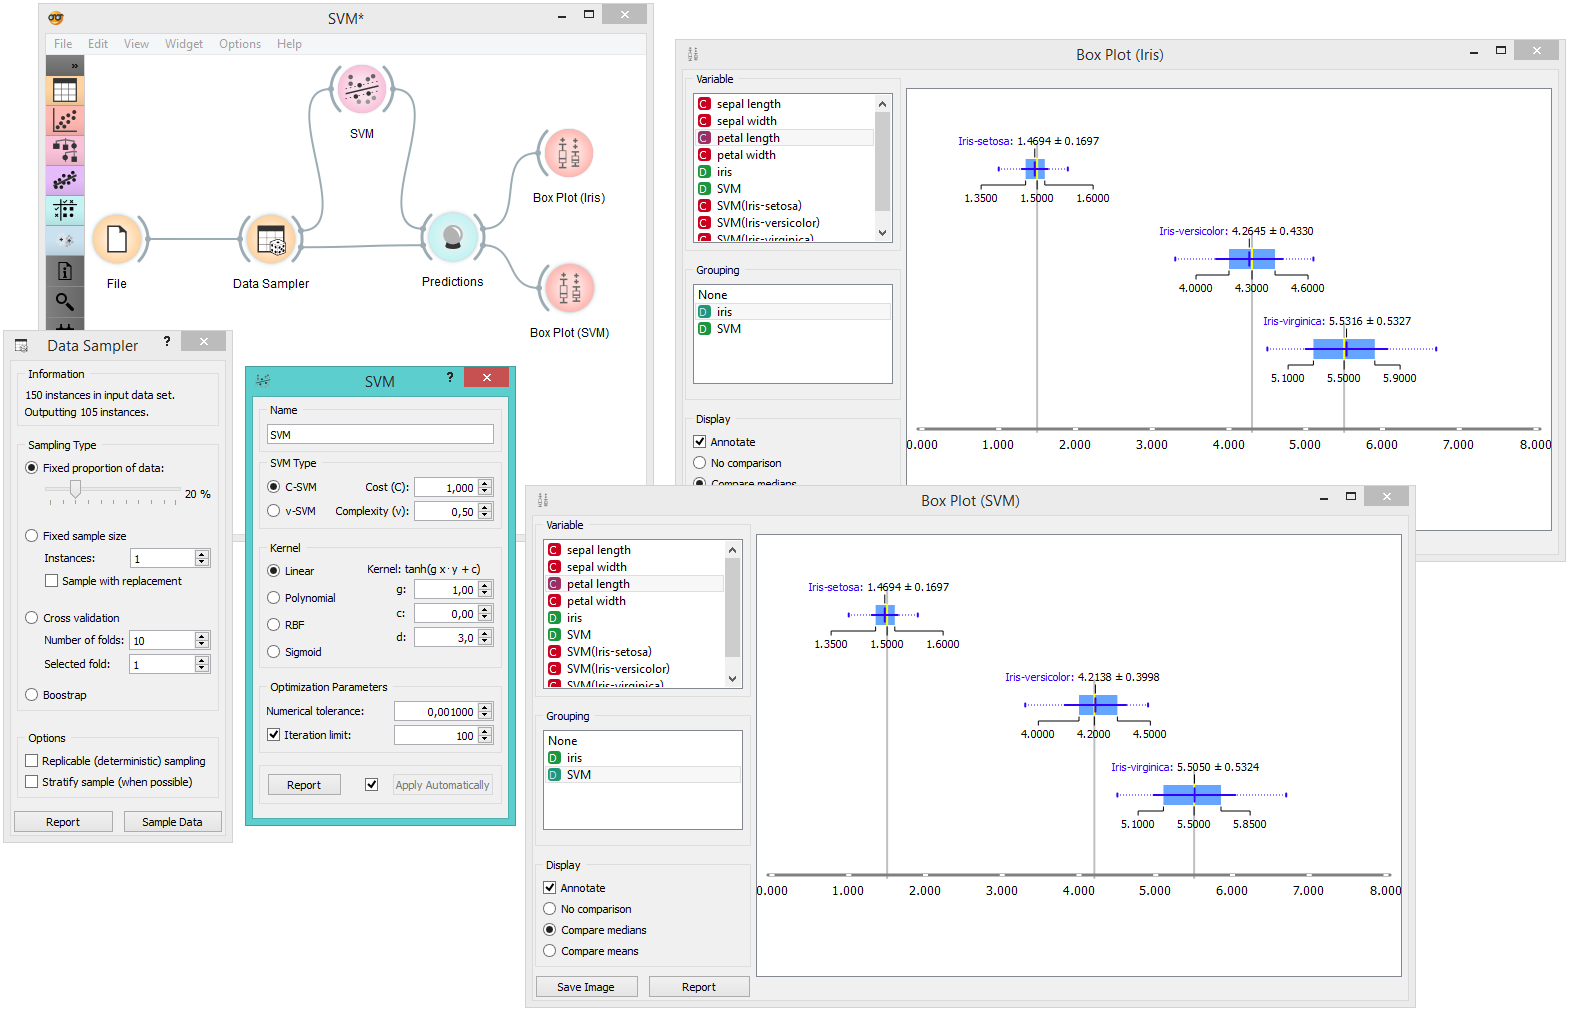 SVM*
File Edit View Widget Options Help
»
SVM
Box Plot (Iris)
File
Data Sampler
Predictions
Box Plot (SVM)
Data Sampler ?
Information
150 instances in input data set.
Outputting 105 instances.
Sampling Type
Fixed proportion of data:
20 %
Fixed sample size
Instances: 1
Sample with replacement
Cross validation
Number of folds: 10
Selected fold: 1
Boostrap
Options
Replicable (deterministic) sampling
Stratify sample (when possible)
Report Sample Data
SVM ?
Name
SVM
SVM Type
C-SVM Cost (C): 1,000
v-SVM Complexity (v): 0,50
Kernel
Linear Kernel: tanh(g x·y + c)
g: 1,00
Polynomial
c: 0,00
RBF
d: 3,0
Sigmoid
Optimization Parameters
Numerical tolerance: 0,001000
Iteration limit: 100
Report Apply Automatically
Box Plot (Iris)
Variable
C sepal length
C sepal width
C petal length
C petal width
D iris
D SVM
C SVM(Iris-setosa)
C SVM(Iris-versicolor)
C SVM(Iris-virginica)
Grouping
None
D iris
D SVM
Display
Annotate
No comparison
Compare medians
Iris-setosa: 1.4694 ± 0.1697
1.3500 1.5000 1.6000
Iris-versicolor: 4.2645 ± 0.4330
4.0000 4.3000 4.6000
Iris-virginica: 5.5316 ± 0.5327
5.1000 5.5000 5.9000
0.000 1.000 2.000 3.000 4.000 5.000 6.000 7.000 8.000
Box Plot (SVM)
Variable
C sepal length
C sepal width
C petal length
C petal width
D iris
D SVM
C SVM(Iris-setosa)
C SVM(Iris-versicolor)
C SVM(Iris-virginica)
Grouping
None
D iris
D SVM
Display
Annotate
No comparison
Compare medians
Compare means
Save Image Report
Iris-setosa: 1.4694 ± 0.1697
1.3500 1.5000 1.6000
Iris-versicolor: 4.2138 ± 0.3998
4.0000 4.2000 4.5000
Iris-virginica: 5.5050 ± 0.5324
5.1000 5.5000 5.8500
0.000 1.000 2.000 3.000 4.000 5.000 6.000 7.000 8.000